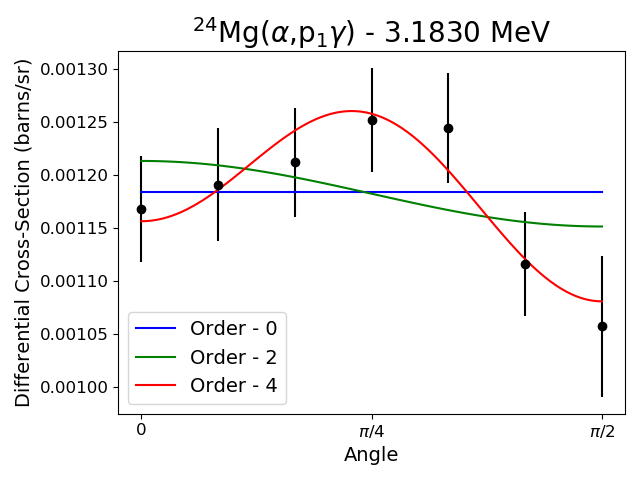 ²⁴Mg(α,p₁γ) - 3.1830 MeV
Differential Cross-Section (barns/sr)
0.00130
0.00125
0.00120
0.00115
0.00110
0.00105
0.00100
Order - 0
Order - 2
Order - 4
0
π/4
π/2
Angle